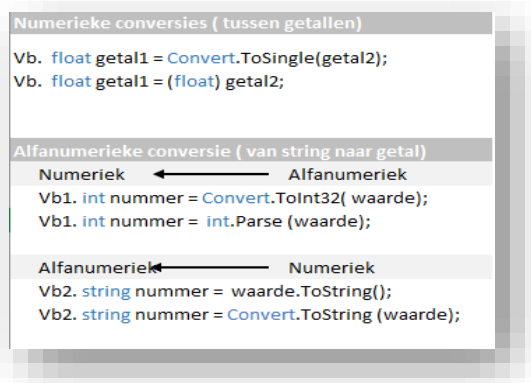 Numerieke conversies ( tussen getallen)
Vb. float getal1 = Convert.ToSingle(getal2);
Vb. float getal1 = (float) getal2;
Alfanumerieke conversie ( van string naar getal)
Numeriek Alfanumeriek
Vb1. int nummer = Convert.ToInt32( waarde);
Vb1. int nummer = int.Parse (waarde);
Alfanumeriek Numeriek
Vb2. string nummer = waarde.ToString();
Vb2. string nummer = Convert.ToString (waarde);